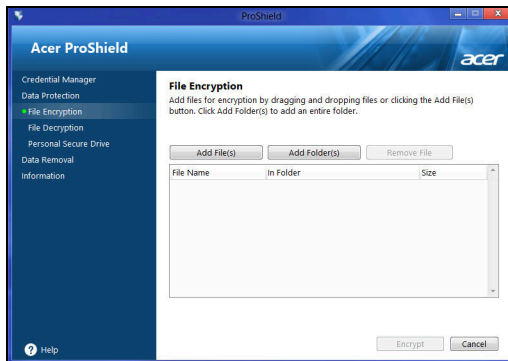 ProShield
Acer ProShield
acer
Credential Manager
Data Protection
File Encryption
File Decryption
Personal Secure Drive
Data Removal
Information
Help
File Encryption
Add files for encryption by dragging and dropping files or clicking the Add File(s)
button. Click Add Folder(s) to add an entire folder.
Add File(s) Add Folder(s) Remove File
File Name In Folder Size
Encrypt Cancel